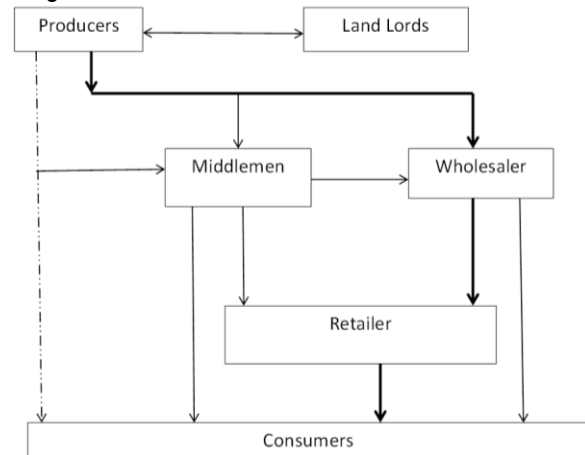 Producers
Land Lords
Middlemen
Wholesaler
Retailer
Consumers